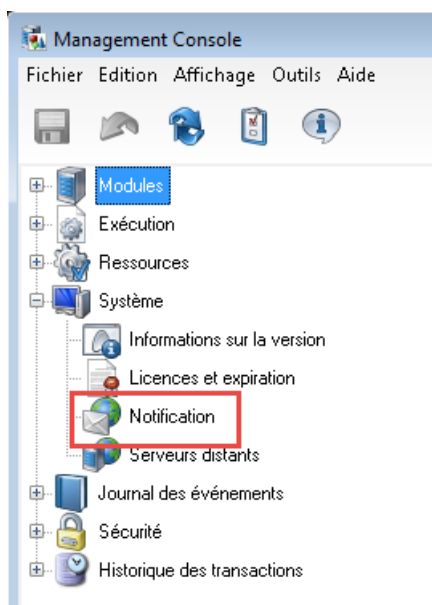 Management Console
Fichier Edition Affichage Outils Aide
Modules
Exécution
Ressources
Système
Informations sur la version
Licences et expiration
Notification
Serveurs distants
Journal des événements
Sécurité
Historique des transactions